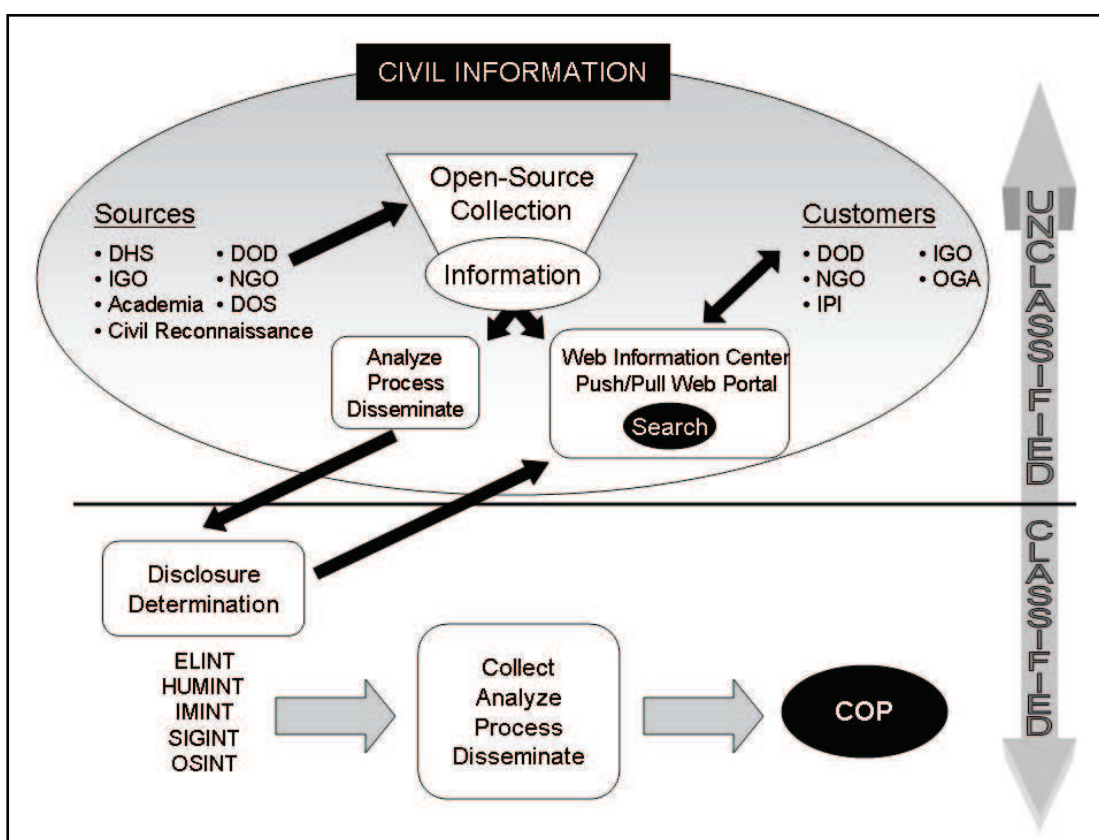 CIVIL INFORMATION
Open-Source
Collection
Information
Sources
• DHS
• IGO
• Academia
• Civil Reconnaissance
• DOD
• NGO
• DOS
Customers
• DOD
• NGO
• IPI
• IGO
• OGA
Analyze
Process
Disseminate
Web Information Center
Push/Pull Web Portal
Search
Disclosure
Determination
ELINT
HUMINT
IMINT
SIGINT
OSINT
Collect
Analyze
Process
Disseminate
COP
UNCLASSIFIED
CLASSIFIED